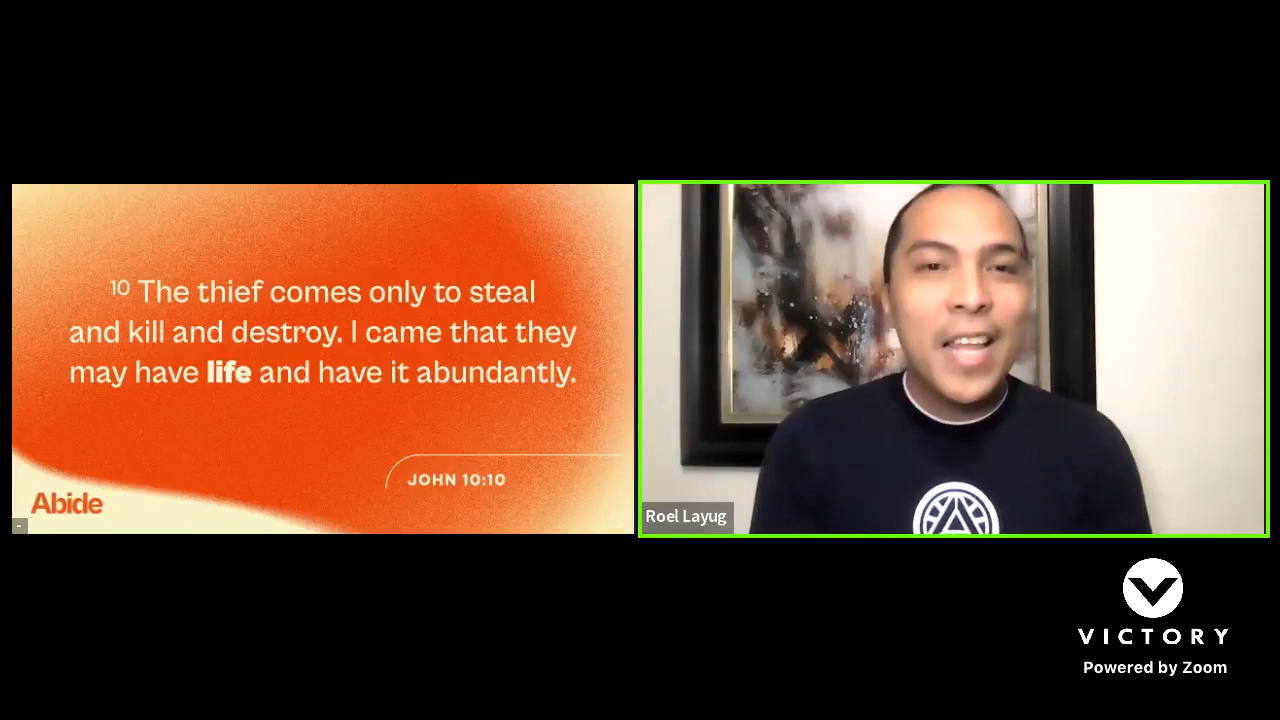 10 The thief comes only to steal
and kill and destroy. I came that they
may have life and have it abundantly.
JOHN 10:10
Abide
-
Roel Layug
VICTORY
Powered by Zoom